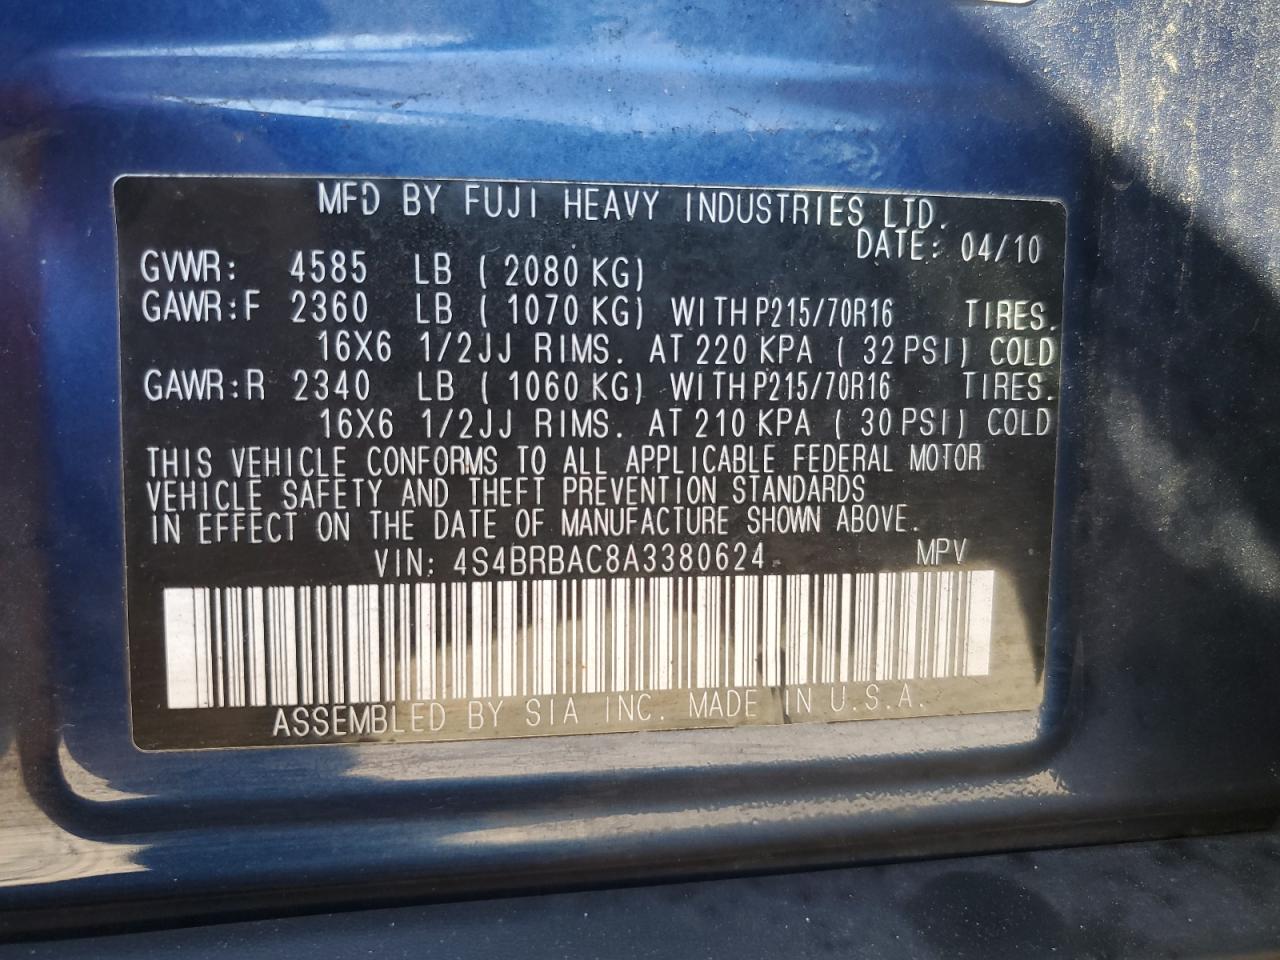 MFD BY FUJI HEAVY INDUSTRIES LTD.
DATE: 04/10
GVWR: 4585 LB ( 2080 KG)
GAWR:F 2360 LB ( 1070 KG) WITH P215/70R16 TIRES.
16X6 1/2JJ RIMS. AT 220 KPA ( 32 PSI) COLD
GAWR:R 2340 LB ( 1060 KG) WITH P215/70R16 TIRES.
16X6 1/2JJ RIMS. AT 210 KPA ( 30 PSI) COLD
THIS VEHICLE CONFORMS TO ALL APPLICABLE FEDERAL MOTOR
VEHICLE SAFETY AND THEFT PREVENTION STANDARDS
IN EFFECT ON THE DATE OF MANUFACTURE SHOWN ABOVE.
VIN: 4S4BRBAC8A3380624 MPV
ASSEMBLED BY SIA INC. MADE IN U.S.A.